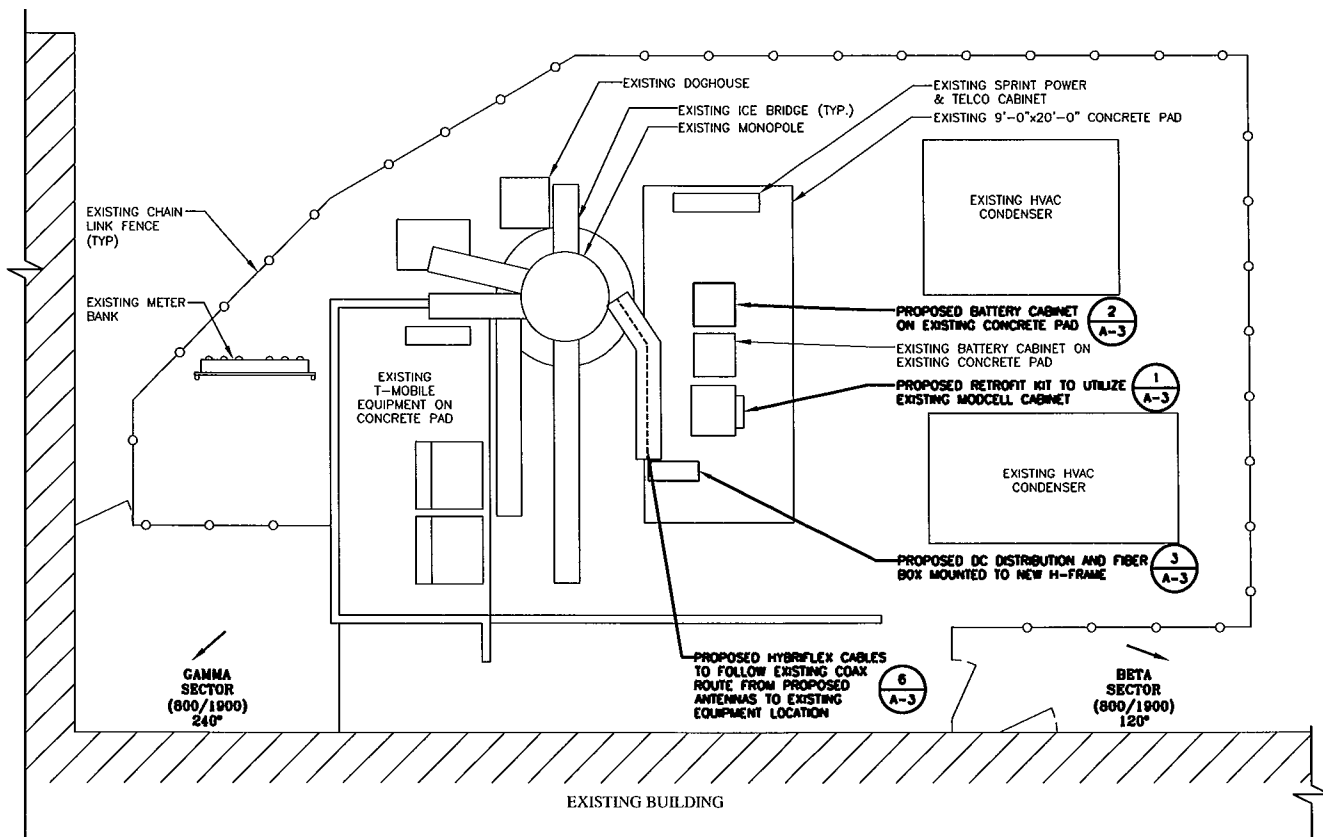 EXISTING DOGHOUSE
EXISTING ICE BRIDGE (TYP.)
EXISTING MONOPOLE
EXISTING SPRINT POWER
& TELCO CABINET
EXISTING 9'-0"x20'-0" CONCRETE PAD
EXISTING CHAIN
LINK FENCE
(TYP)
EXISTING METER
BANK
EXISTING HVAC
CONDENSER
PROPOSED BATTERY CABINET
ON EXISTING CONCRETE PAD
2
A-3
EXISTING BATTERY CABINET ON
EXISTING CONCRETE PAD
EXISTING
T-MOBILE
EQUIPMENT ON
CONCRETE PAD
PROPOSED RETROFIT KIT TO UTILIZE
EXISTING MODCELL CABINET
1
A-3
EXISTING HVAC
CONDENSER
PROPOSED DC DISTRIBUTION AND FIBER
BOX MOUNTED TO NEW H-FRAME
3
A-3
PROPOSED HYBRIFLEX CABLES
TO FOLLOW EXISTING COAX
ROUTE FROM PROPOSED
ANTENNAS TO EXISTING
EQUIPMENT LOCATION
6
A-3
GAMMA
SECTOR
(800/1900)
240°
BETA
SECTOR
(800/1900)
120°
EXISTING BUILDING